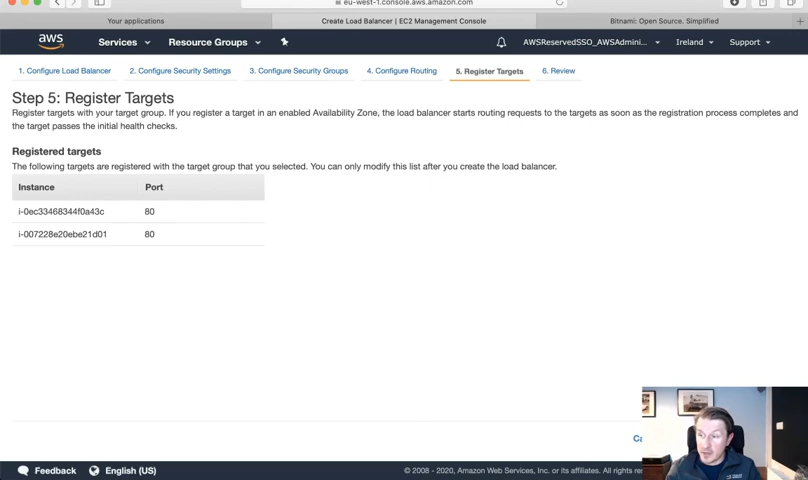 eu-west-1.console.aws.amazon.com
Your applications
Create Load Balancer | EC2 Management Console
Bitnami: Open Source. Simplified
aws
Services
Resource Groups
AWSReservedSSO_AWSAdmini...
Ireland
Support
1. Configure Load Balancer
2. Configure Security Settings
3. Configure Security Groups
4. Configure Routing
5. Register Targets
6. Review
Step 5: Register Targets
Register targets with your target group. If you register a target in an enabled Availability Zone, the load balancer starts routing requests to the targets as soon as the registration process completes and
the target passes the initial health checks.
Registered targets
The following targets are registered with the target group that you selected. You can only modify this list after you create the load balancer.
Instance Port
i-0ec33468344f0a43c 80
i-007228e20ebe21d01 80
Feedback
English (US)
© 2008 - 2020, Amazon Web Services, Inc. or its affiliates. All rights